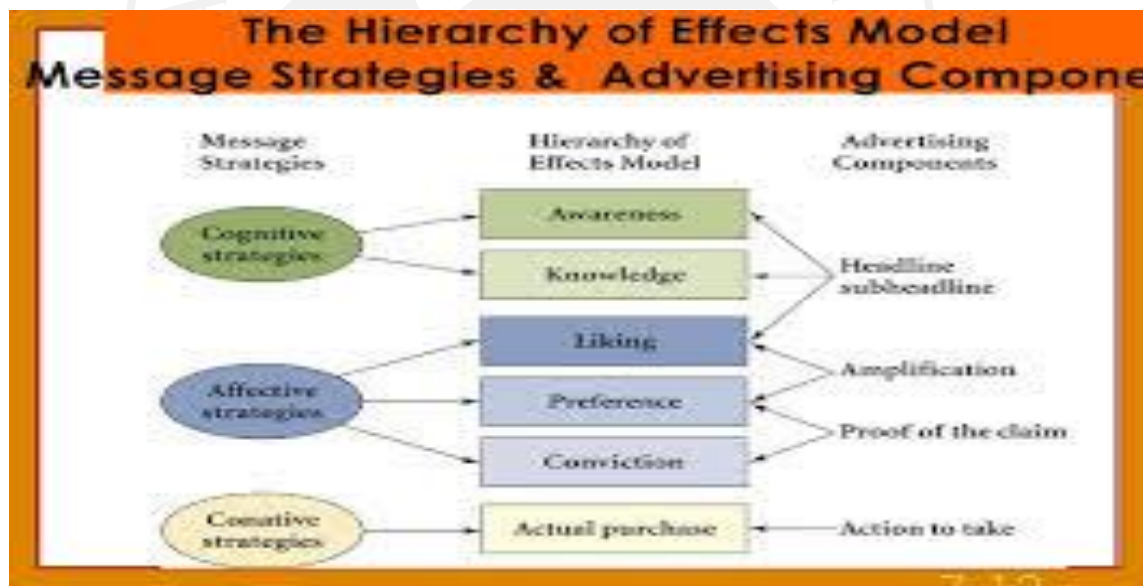 The Hierarchy of Effects Model
Message Strategies & Advertising Compone
Message
Strategies
Hierarchy of
Effects Model
Advertising
Components
Cognitive
strategies
Awareness
Knowledge
Headline
subheadline
Affective
strategies
Liking
Preference
Conviction
Amplification
Proof of the claim
Conative
strategies
Actual purchase
Action to take